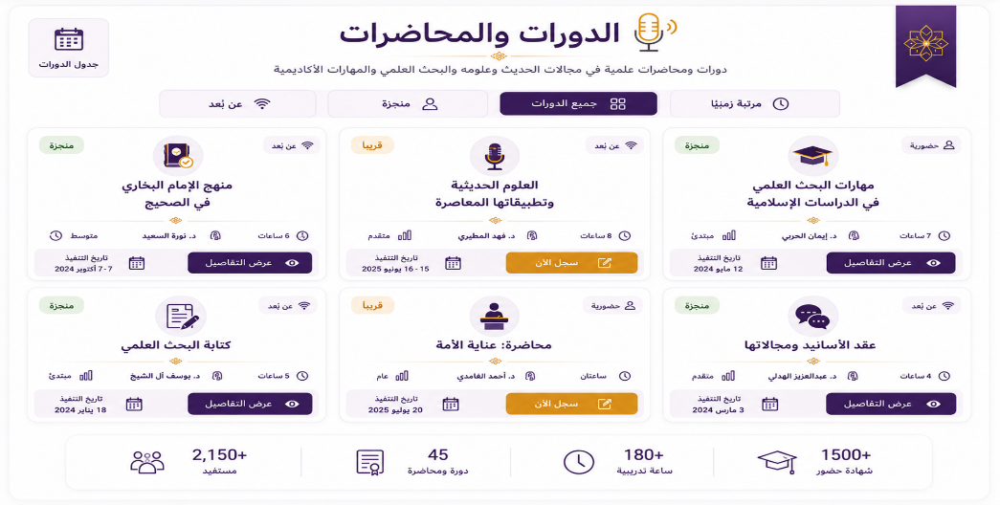 الدورات والمحاضرات
جدول الدورات
دورات ومحاضرات علمية في مجالات الحديث وعلومه والبحث العلمي والمهارات الأكاديمية
مرتبة زمنيًا
جميع الدورات
منجزة
عن بُعد
حضورية
منجزة
مهارات البحث العلمي
في الدراسات الإسلامية
7 ساعات
د. إيمان الحربي
مبتدئ
عرض التفاصيل
تاريخ التنفيذ
12 مايو 2024
عن بُعد
قريباً
العلوم الحديثية
وتطبيقاتها المعاصرة
8 ساعات
د. فهد المطيري
متقدم
سجل الآن
تاريخ التنفيذ
15 - 16 يونيو 2025
عن بُعد
منجزة
منهج الإمام البخاري
في الصحيح
6 ساعات
د. نورة السعيد
متوسط
عرض التفاصيل
تاريخ التنفيذ
7 - 7 أكتوبر 2024
عن بُعد
منجزة
عقد الأسانيد ومجالاتها
4 ساعات
د. عبدالعزيز الهدلي
متقدم
عرض التفاصيل
تاريخ التنفيذ
3 مارس 2024
حضورية
قريباً
محاضرة: عناية الأمة
ساعتان
د. أحمد الغامدي
عام
سجل الآن
تاريخ التنفيذ
20 يوليو 2025
عن بُعد
منجزة
كتابة البحث العلمي
5 ساعات
د. يوسف آل الشيخ
مبتدئ
عرض التفاصيل
تاريخ التنفيذ
18 يناير 2024
1500+
شهادة حضور
180+
ساعة تدريبية
45
دورة ومحاضرة
2,150+
مستفيد